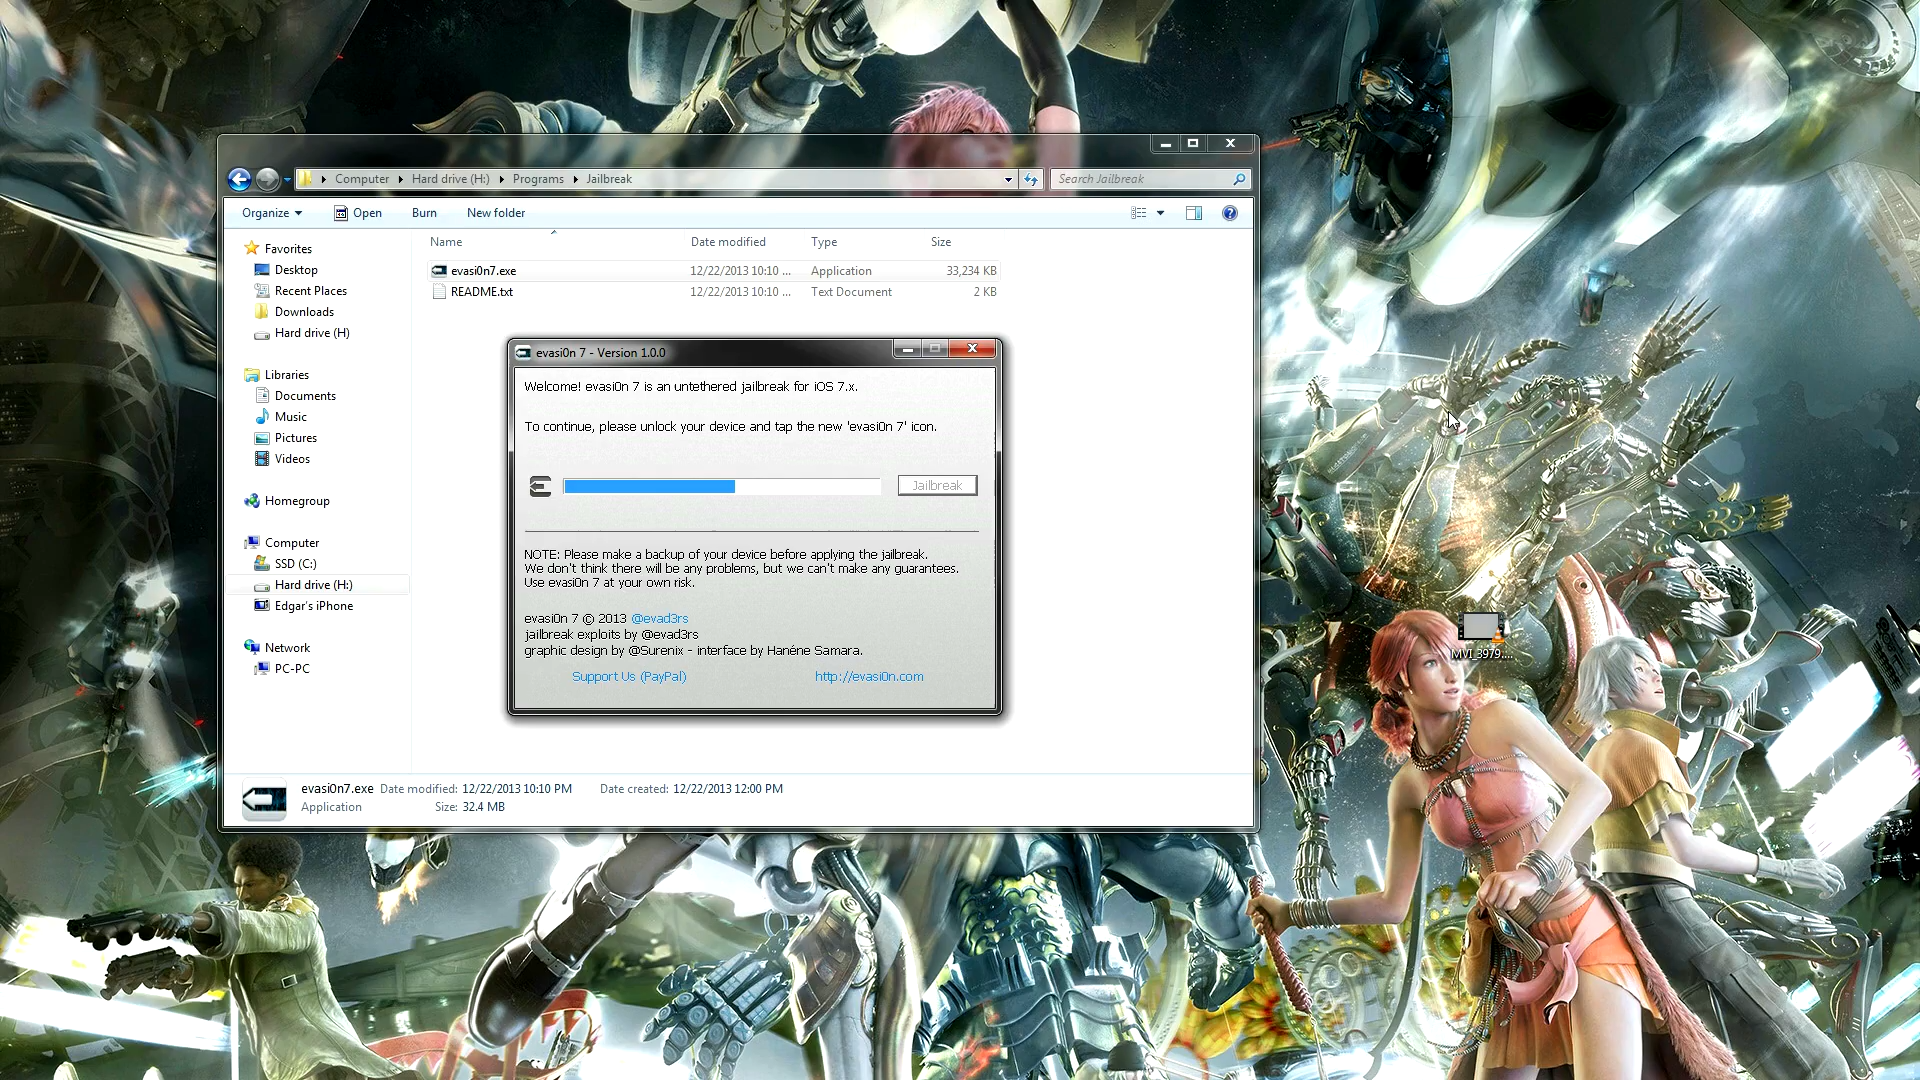 Computer Hard drive (H:) Programs Jailbreak
Search Jailbreak
Organize Open Burn New folder
Name Date modified Type Size
evasi0n7.exe 12/22/2013 10:10 ... Application 33,234 KB
README.txt 12/22/2013 10:10 ... Text Document 2 KB
Favorites
Desktop
Recent Places
Downloads
Hard drive (H)
Libraries
Documents
Music
Pictures
Videos
Homegroup
Computer
SSD (C:)
Hard drive (H:)
Edgar's iPhone
Network
PC-PC
evasi0n 7 - Version 1.0.0
Welcome! evasi0n 7 is an untethered jailbreak for iOS 7.x.
To continue, please unlock your device and tap the new 'evasi0n 7' icon.
Jailbreak
NOTE: Please make a backup of your device before applying the jailbreak.
We don't think there will be any problems, but we can't make any guarantees.
Use evasi0n 7 at your own risk.
evasi0n 7 © 2013 @evad3rs
jailbreak exploits by @evad3rs
graphic design by @Surenix - interface by Hanéne Samara.
Support Us (PayPal) http://evasi0n.com
evasi0n7.exe Date modified: 12/22/2013 10:10 PM Date created: 12/22/2013 12:00 PM
Application Size: 32.4 MB
MVI_3979....